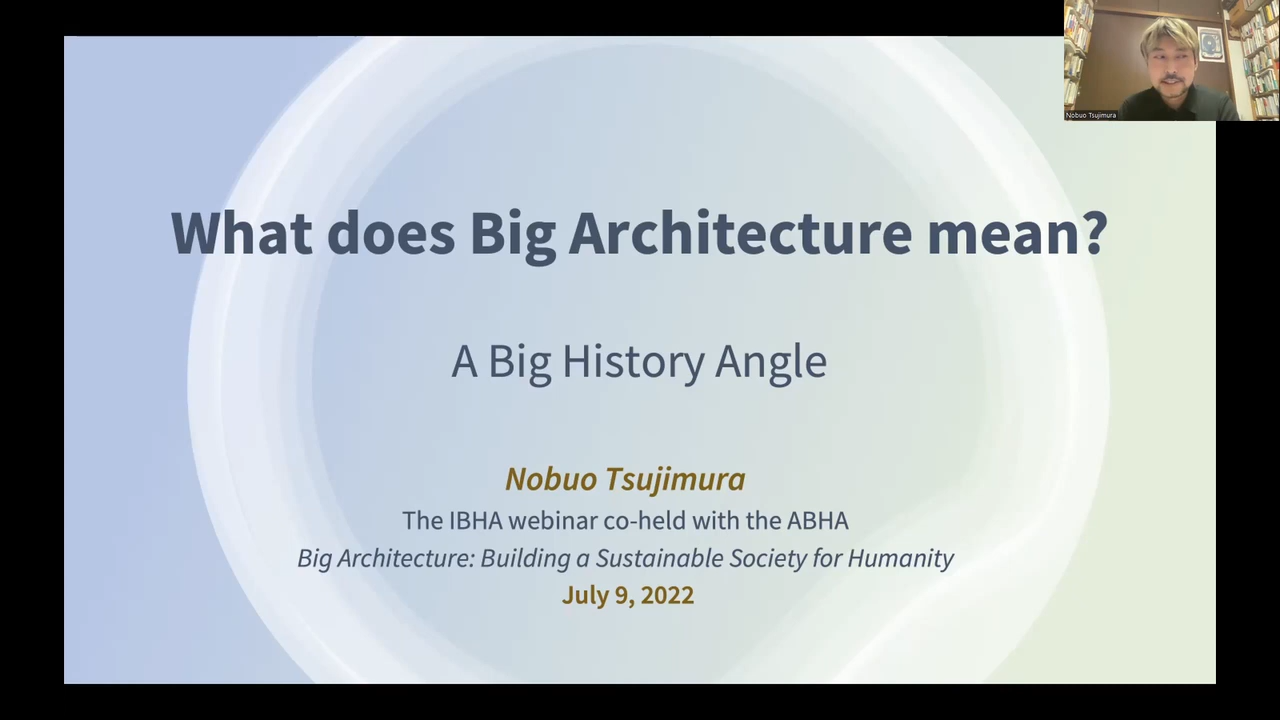 Nobuo Tsujimura
What does Big Architecture mean?
A Big History Angle
Nobuo Tsujimura
The IBHA webinar co-held with the ABHA
Big Architecture: Building a Sustainable Society for Humanity
July 9, 2022